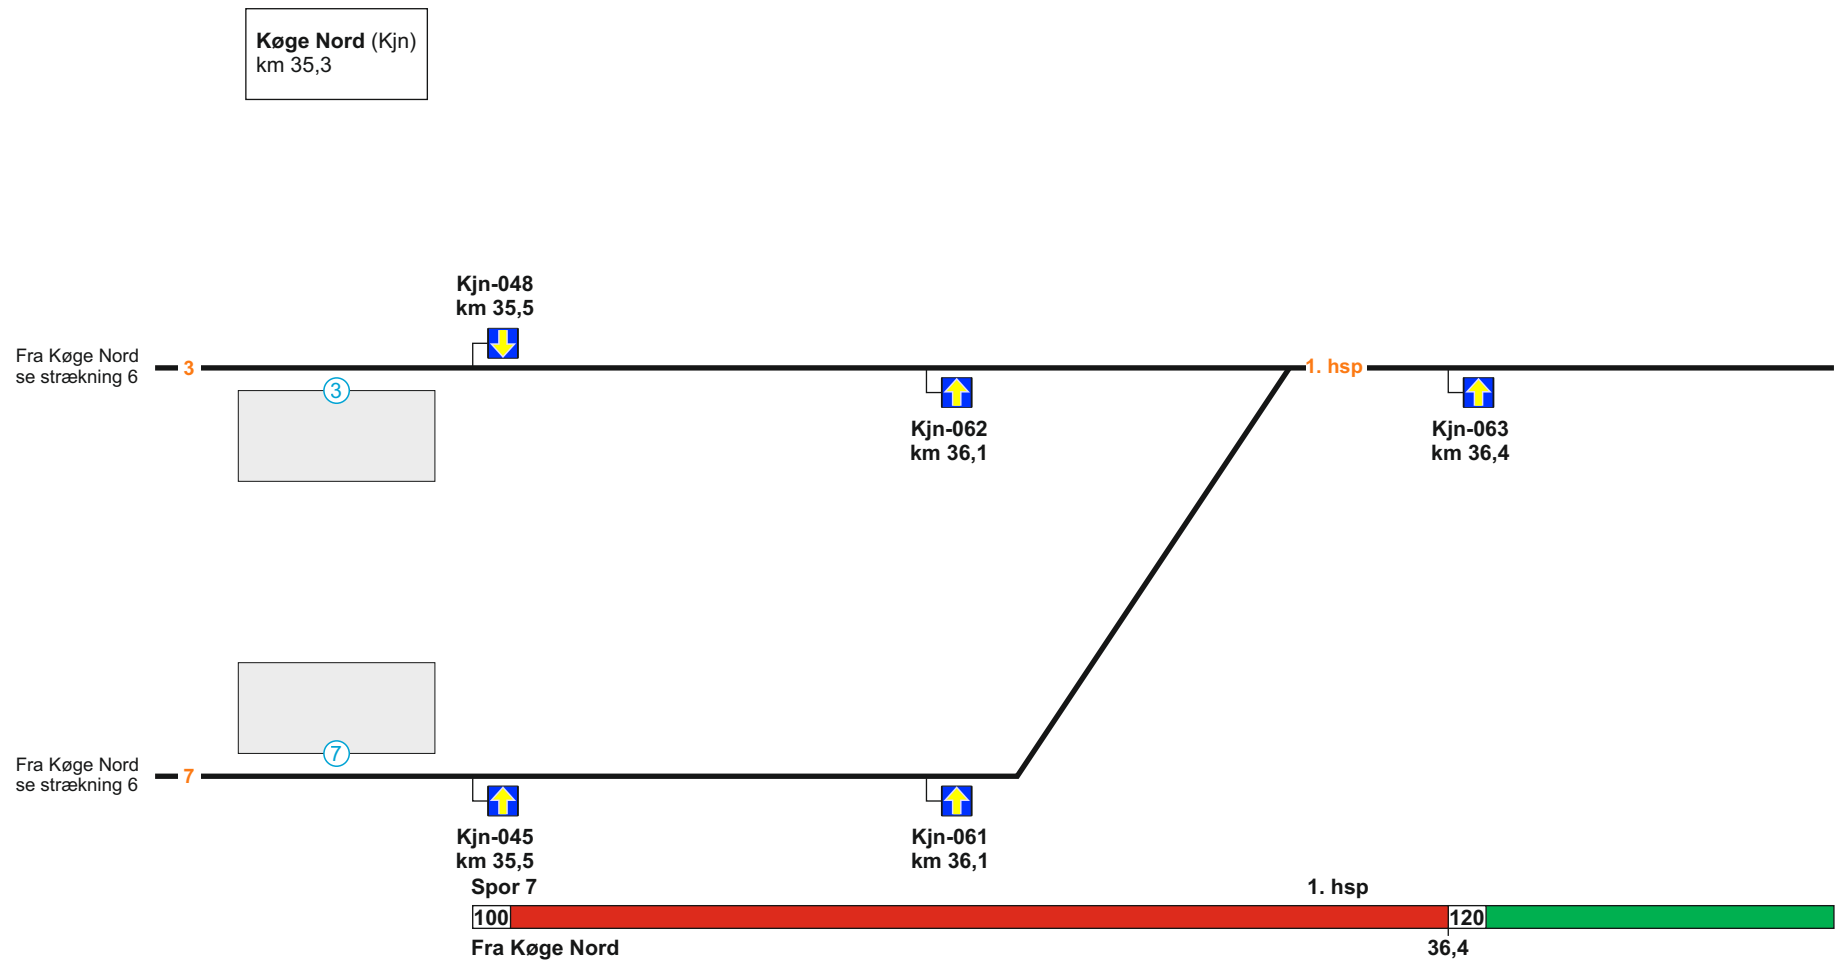 Køge Nord (Kjn)
km 35,3
Kjn-048
km 35,5
Fra Køge Nord
se strækning 6
3
1. hsp
3
Kjn-062
km 36,1
Kjn-063
km 36,4
7
Fra Køge Nord
se strækning 6
7
Kjn-045
km 35,5
Kjn-061
km 36,1
Spor 7
1. hsp
100
120
Fra Køge Nord
36,4